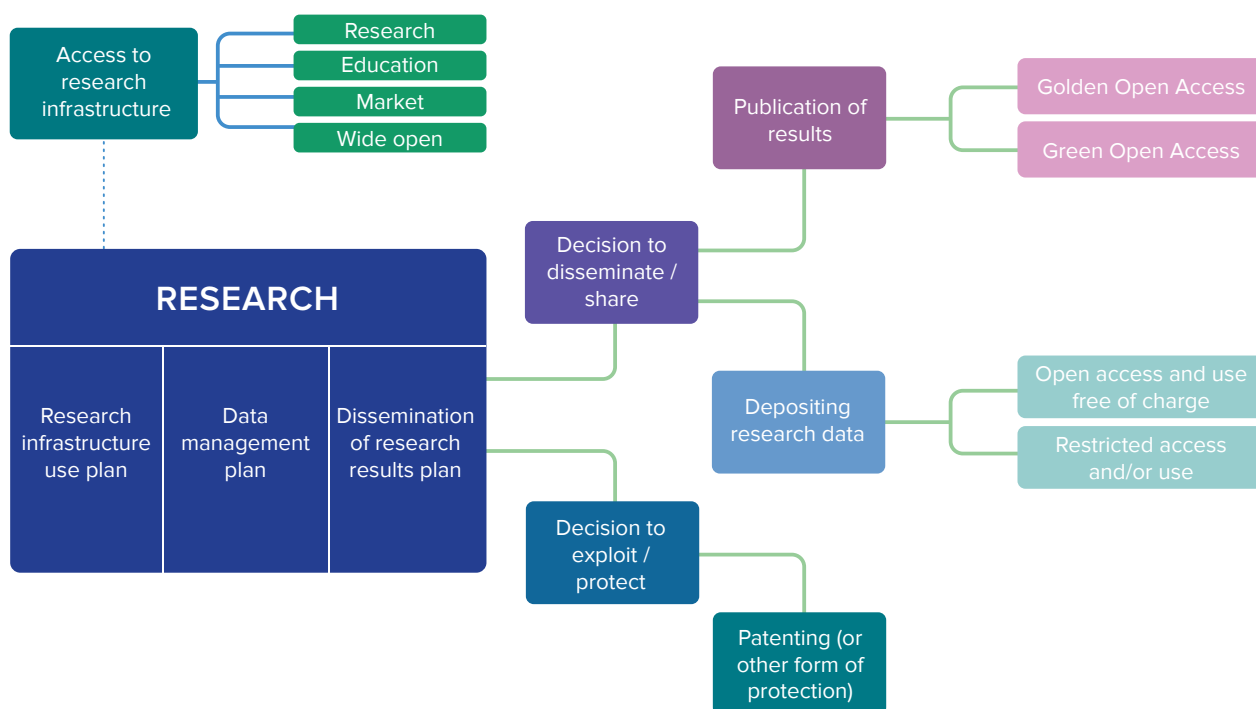 Access to
research
infrastructure
Research
Education
Market
Wide open
RESEARCH
Research
infrastructure
use plan
Data
management
plan
Dissemination
of research
results plan
Decision to
disseminate /
share
Decision to
exploit /
protect
Publication of
results
Depositing
research data
Patenting (or
other form of
protection)
Golden Open Access
Green Open Access
Open access and use
free of charge
Restricted access
and/or use